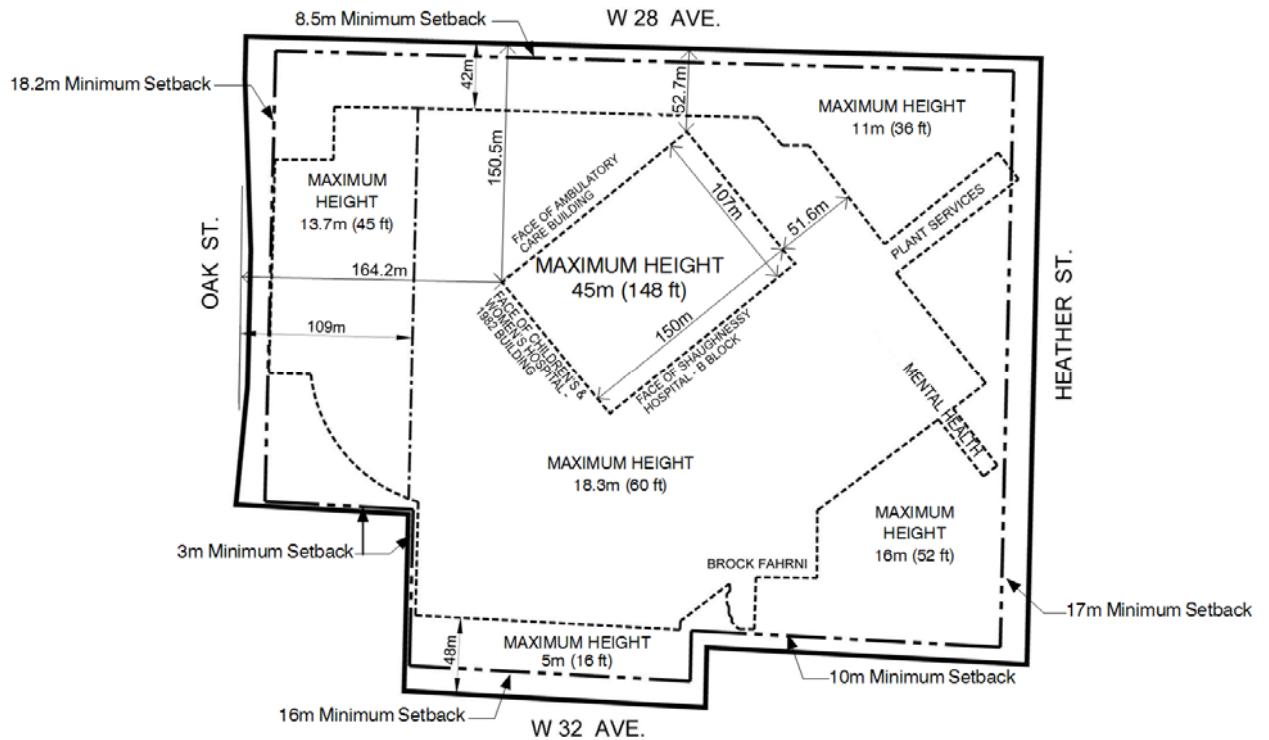 W 28 AVE.
8.5m Minimum Setback
18.2m Minimum Setback
42m
52.7m
150.5m
MAXIMUM HEIGHT
11m (36 ft)
MAXIMUM
HEIGHT
13.7m (45 ft)
FACE OF AMBULATORY
CARE BUILDING
107m
51.6m
PLANT SERVICES
OAK ST.
164.2m
MAXIMUM HEIGHT
45m (148 ft)
HEATHER ST.
109m
FACE OF CHILDREN'S &
WOMEN'S HOSPITAL -
1982 BUILDING
150m
FACE OF SHAUGHNESSY
HOSPITAL - B BLOCK
MENTAL HEALTH
MAXIMUM HEIGHT
18.3m (60 ft)
MAXIMUM
HEIGHT
16m (52 ft)
3m Minimum Setback
BROCK FAHRNI
17m Minimum Setback
48m
MAXIMUM HEIGHT
5m (16 ft)
10m Minimum Setback
16m Minimum Setback
W 32 AVE.